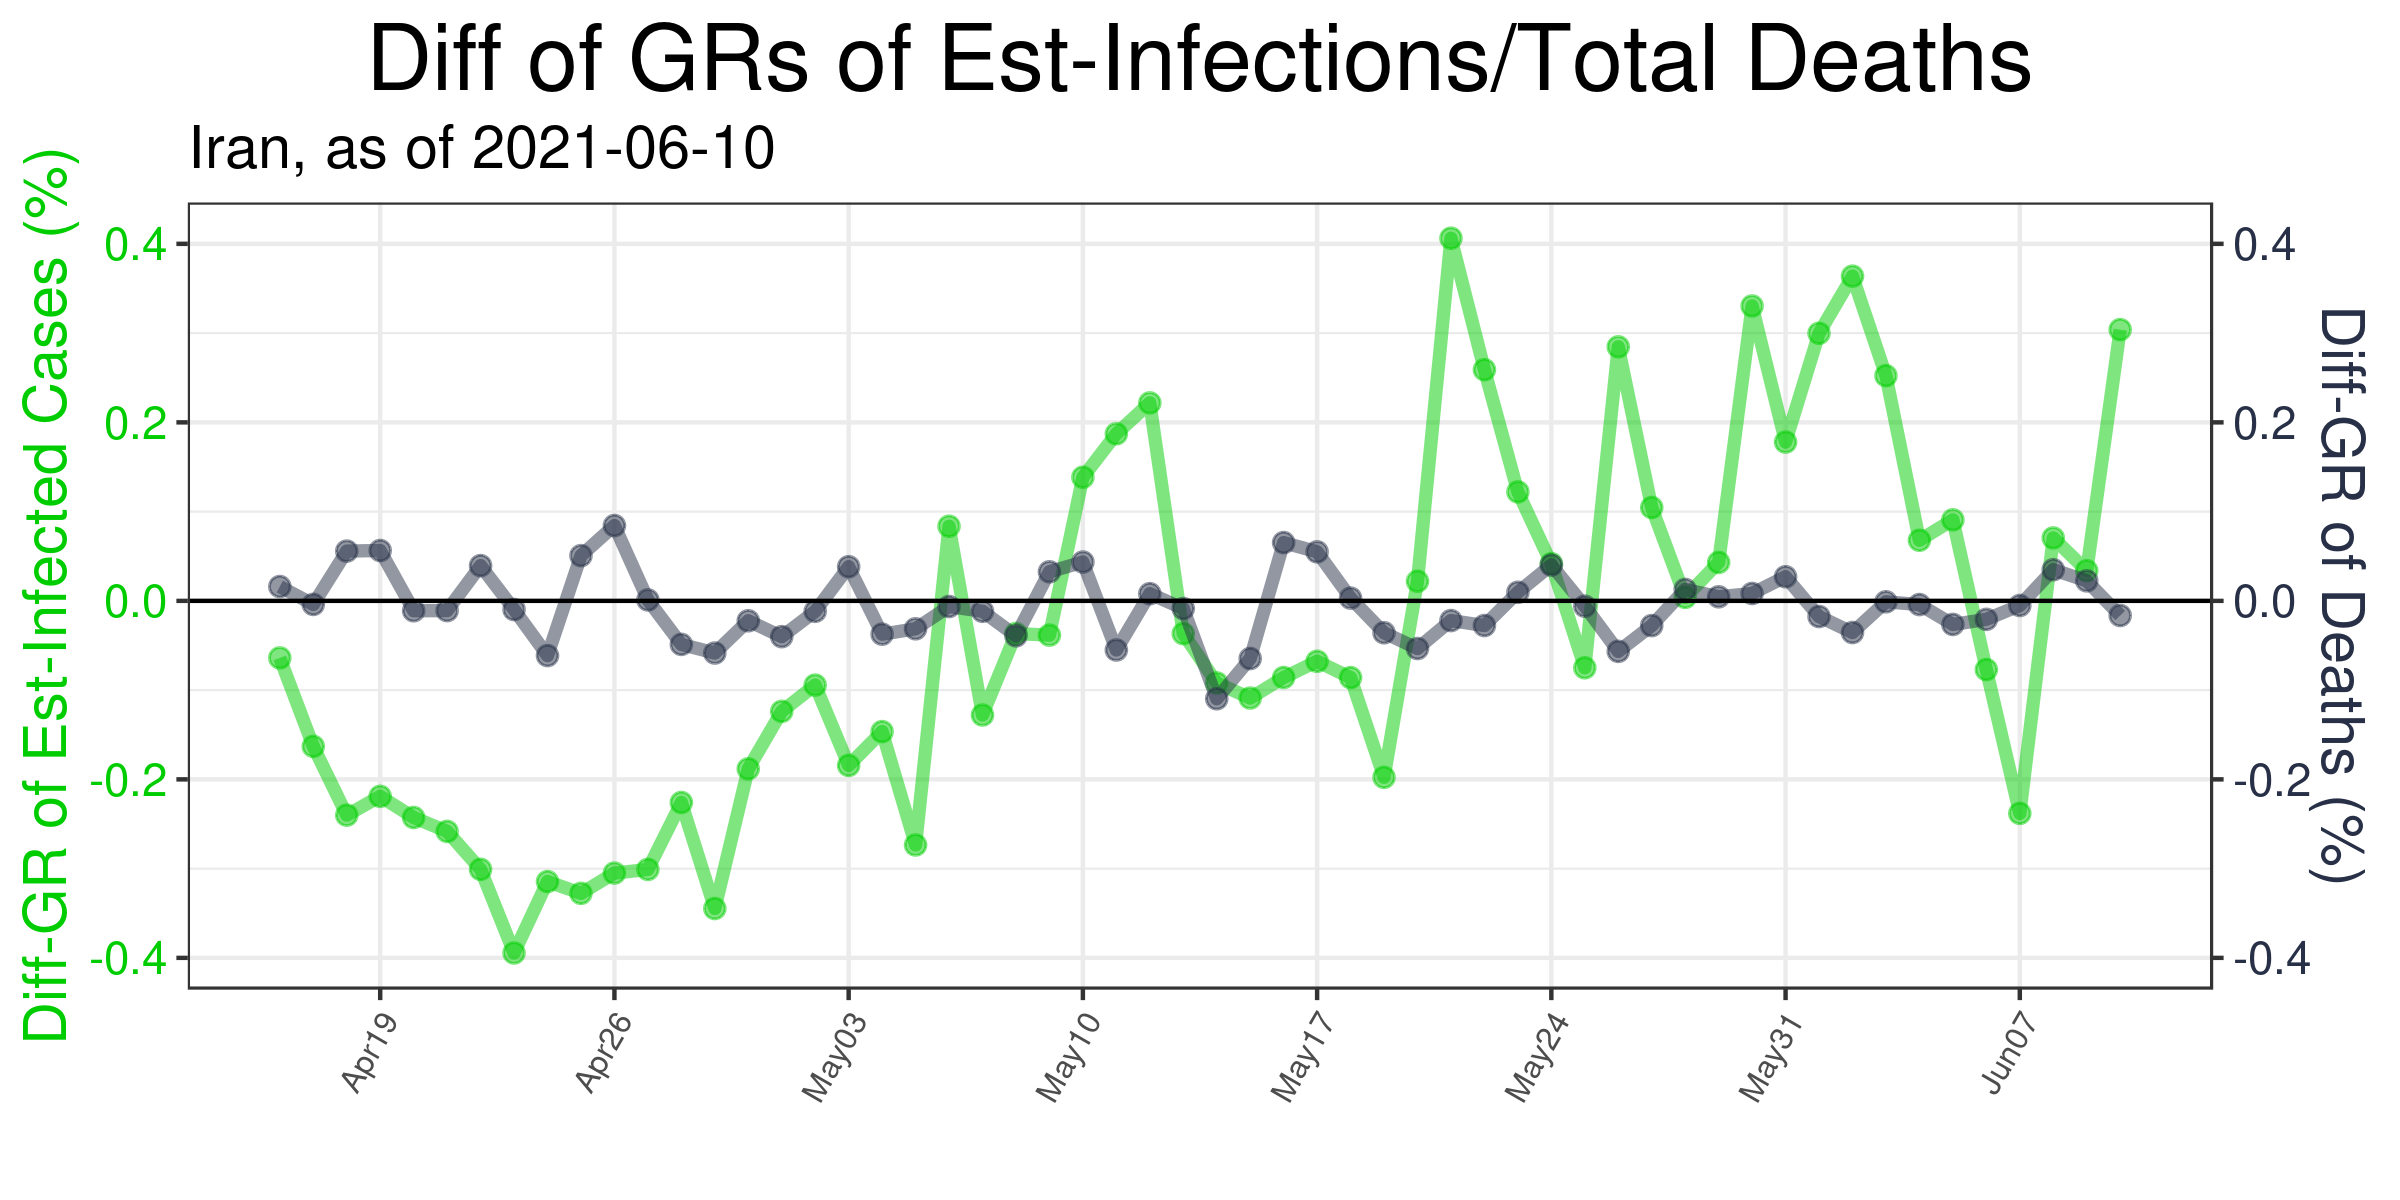 Diff of GRs of Est-Infections/Total Deaths
Iran, as of 2021-06-10
Diff-GR of Est-Infected Cases (%)
0.4
0.2
0.0
-0.2
-0.4
0.4
0.2
0.0
-0.2
-0.4
Diff-GR of Deaths (%)
Apr19
Apr26
May03
May10
May17
May24
May31
Jun07